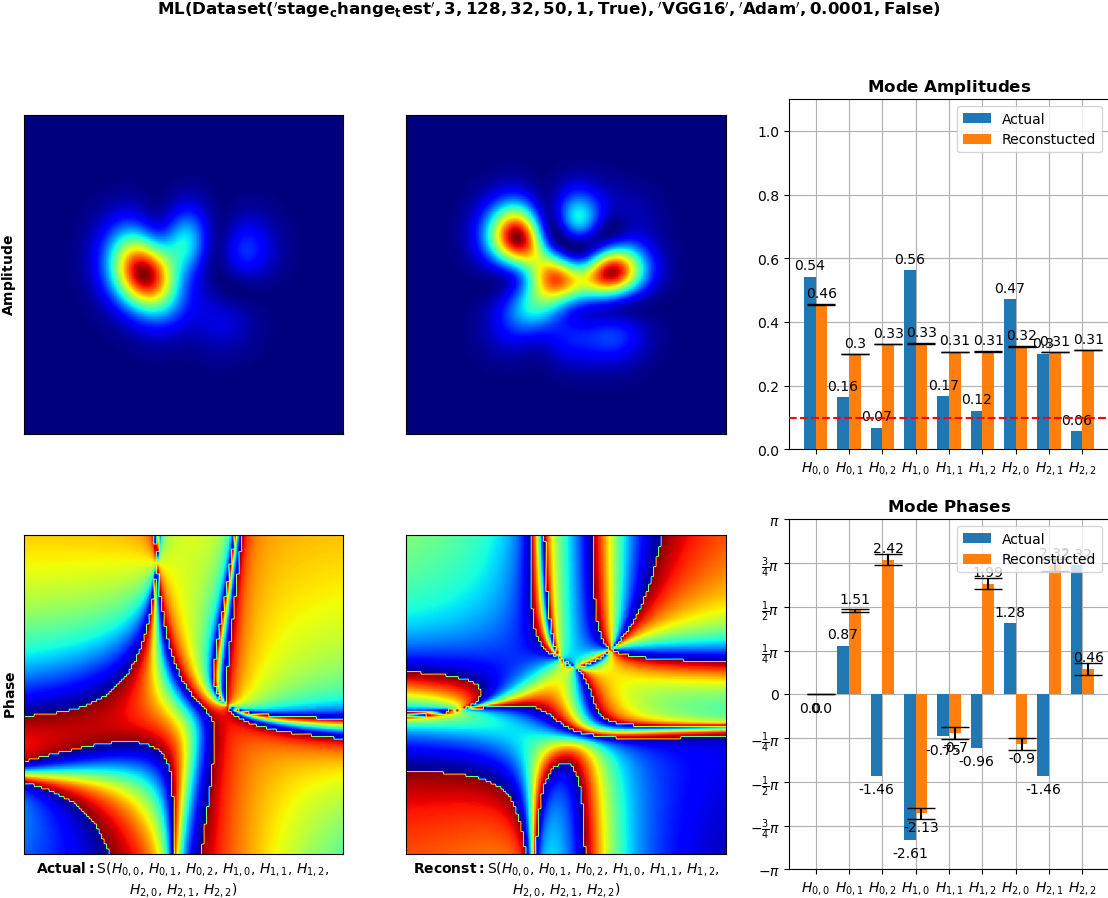 ML(Dataset('stage_change_test', 3, 128, 32, 50, 1, True), 'VGG16', 'Adam', 0.0001, False)
Amplitude
Mode Amplitudes
Actual
Reconstucted
1.0
0.8
0.6
0.4
0.2
0.0
0.54
0.46
0.16
0.3
0.07
0.33
0.56
0.33
0.17
0.31
0.12
0.31
0.47
0.32
0.3
0.31
0.06
0.31
H0,0 H0,1 H0,2 H1,0 H1,1 H1,2 H2,0 H2,1 H2,2
Phase
Mode Phases
Actual
Reconstucted
π
3/4π
1/2π
1/4π
0
−1/4π
−1/2π
−3/4π
−π
0.0
0.0
0.87
1.51
-1.46
2.42
-2.61
-2.13
-0.75
-0.7
-0.96
1.99
1.28
-0.9
-1.46
0.46
H0,0 H0,1 H0,2 H1,0 H1,1 H1,2 H2,0 H2,1 H2,2
Actual: S(H0,0, H0,1, H0,2, H1,0, H1,1, H1,2,
H2,0, H2,1, H2,2)
Reconst: S(H0,0, H0,1, H0,2, H1,0, H1,1, H1,2,
H2,0, H2,1, H2,2)